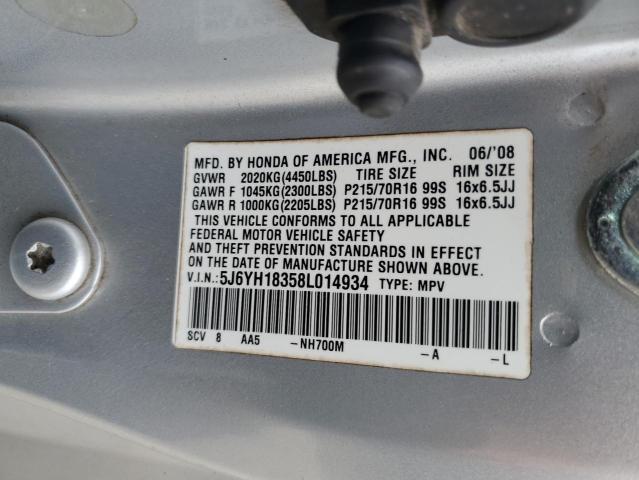 MFD. BY HONDA OF AMERICA MFG., INC. 06/'08
GVWR 2020KG(4450LBS) TIRE SIZE RIM SIZE
GAWR F 1045KG(2300LBS) P215/70R16 99S 16x6.5JJ
GAWR R 1000KG(2205LBS) P215/70R16 99S 16x6.5JJ
THIS VEHICLE CONFORMS TO ALL APPLICABLE
FEDERAL MOTOR VEHICLE SAFETY
AND THEFT PREVENTION STANDARDS IN EFFECT
ON THE DATE OF MANUFACTURE SHOWN ABOVE.
V.I.N.:5J6YH18358L014934 TYPE: MPV
SCV 8 AA5 -NH700M -A -L